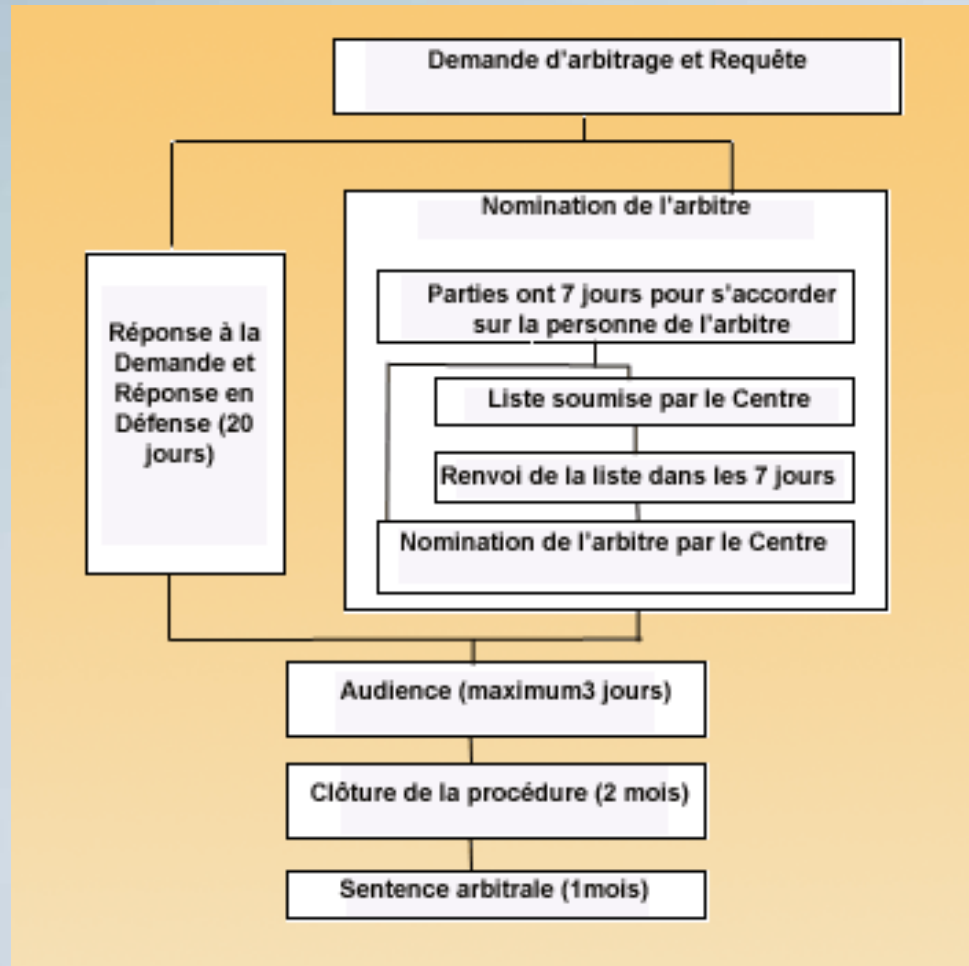 Demande d'arbitrage et Requête
Nomination de l'arbitre
Parties ont 7 jours pour s'accorder
sur la personne de l'arbitre
Réponse à la
Demande et
Réponse en
Défense (20
jours)
Liste soumise par le Centre
Renvoi de la liste dans les 7 jours
Nomination de l'arbitre par le Centre
Audience (maximum3 jours)
Clôture de la procédure (2 mois)
Sentence arbitrale (1mois)